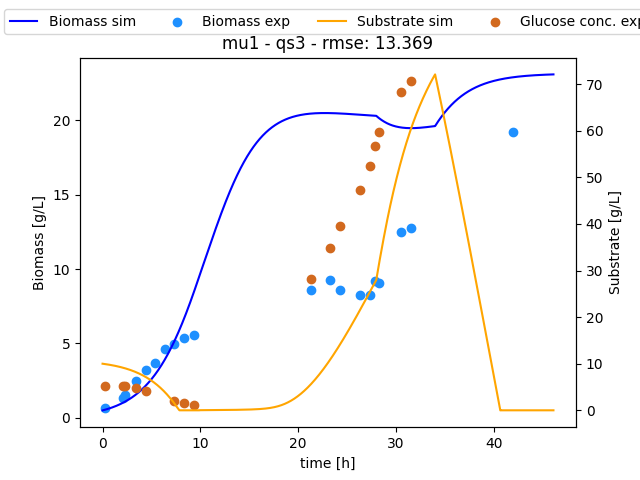 Biomass sim Biomass exp Substrate sim Glucose conc. exp
mu1 - qs3 - rmse: 13.369
Biomass [g/L]
20
15
10
5
0
70
60
50
40
30
20
10
0
Substrate [g/L]
0 10 20 30 40
time [h]